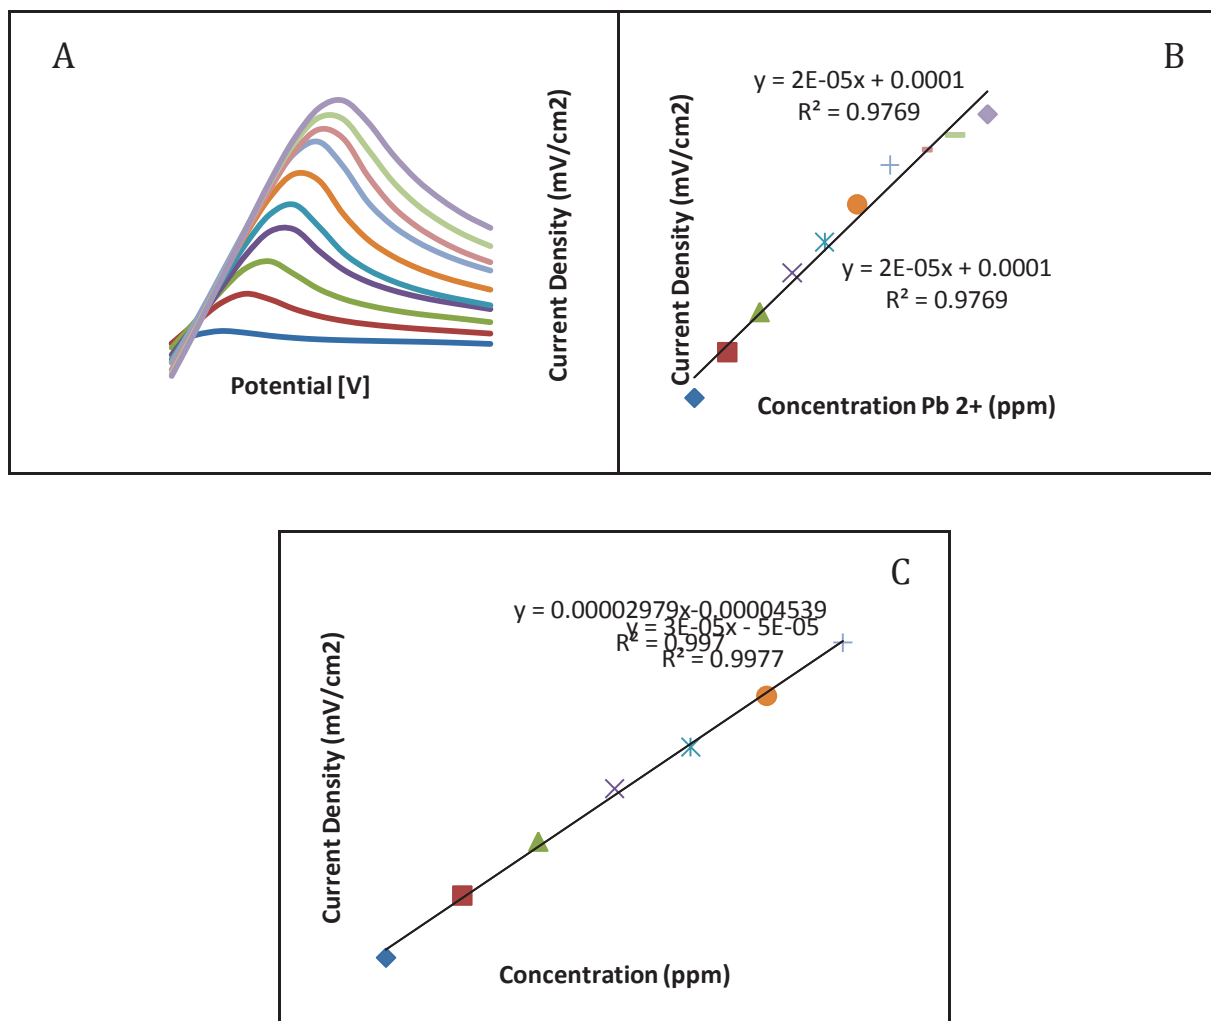 A
Potential [V]
Current Density (mV/cm2)
B
y = 2E-05x + 0.0001
R² = 0.9769
y = 2E-05x + 0.0001
R² = 0.9769
Current Density (mV/cm2)
Concentration Pb 2+ (ppm)
C
y = 0.00002979x-0.00004539
R² = 0.997
y = 3E-05x - 5E-05
R² = 0.9977
Current Density (mV/cm2)
Concentration (ppm)